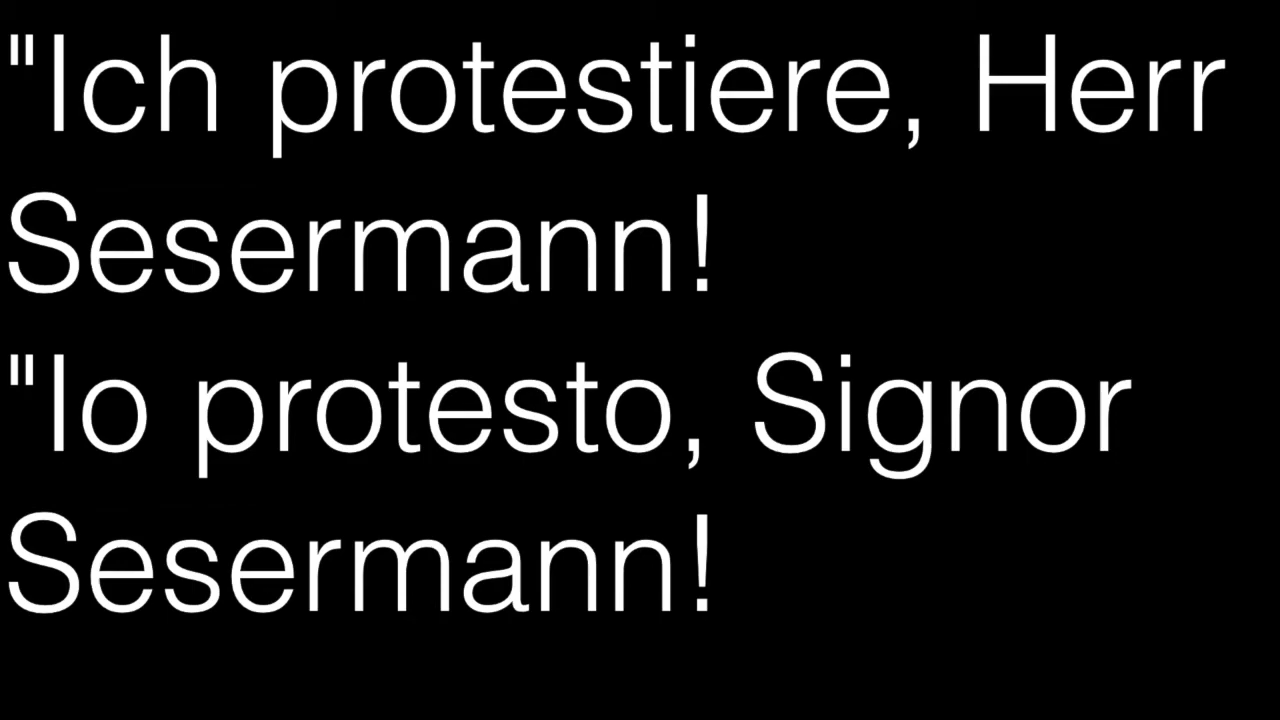 "Ich protestiere, Herr
Sesermann!
"Io protesto, Signor
Sesermann!